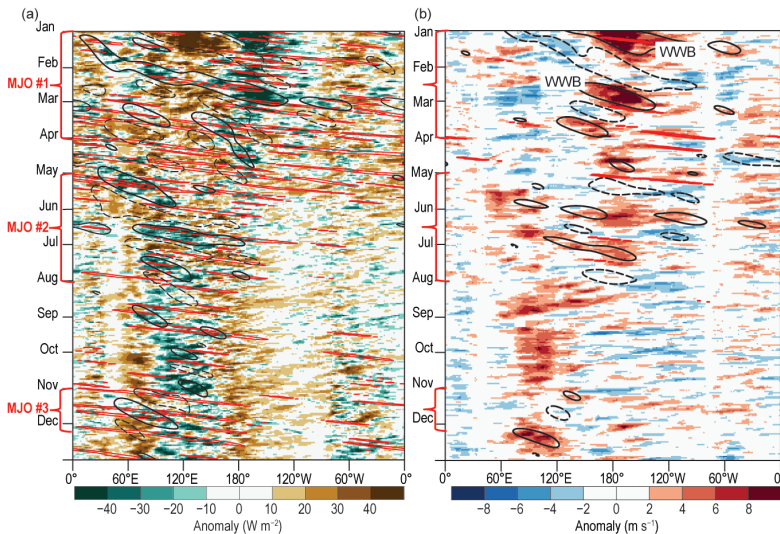 (a)
(b)
Jan
Feb
MJO #1
Mar
Apr
May
Jun
MJO #2
Jul
Aug
Sep
Oct
Nov
MJO #3
Dec
0° 60°E 120°E 180° 120°W 60°W 0°
−40 −30 −20 −10 0 10 20 30 40
Anomaly (W m−2)
Jan
WWB
Feb
WWB
Mar
Apr
May
Jun
Jul
Aug
Sep
Oct
Nov
Dec
0° 60°E 120°E 180° 120°W 60°W 0°
−8 −6 −4 −2 0 2 4 6 8
Anomaly (m s−1)